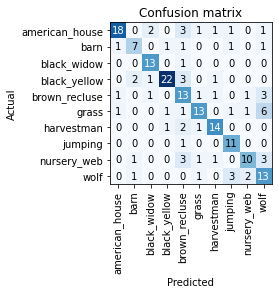 Confusion matrix
american_house 18 0 2 0 3 1 1 1 0 1
barn 1 7 0 0 1 0 0 1 0 1
black_widow 0 0 13 0 1 0 0 0 0 0
black_yellow 0 2 1 22 3 0 1 0 0 0
brown_recluse 1 0 0 1 13 1 0 1 1 3
grass 1 0 0 0 1 13 0 1 1 6
harvestman 0 0 0 1 2 1 14 0 0 0
jumping 0 0 0 0 0 0 0 11 0 0
nursery_web 0 1 0 0 3 1 1 0 10 3
wolf 0 1 0 0 0 1 0 3 2 13
Actual
american_house
barn
black_widow
black_yellow
brown_recluse
grass
harvestman
jumping
nursery_web
wolf
Predicted